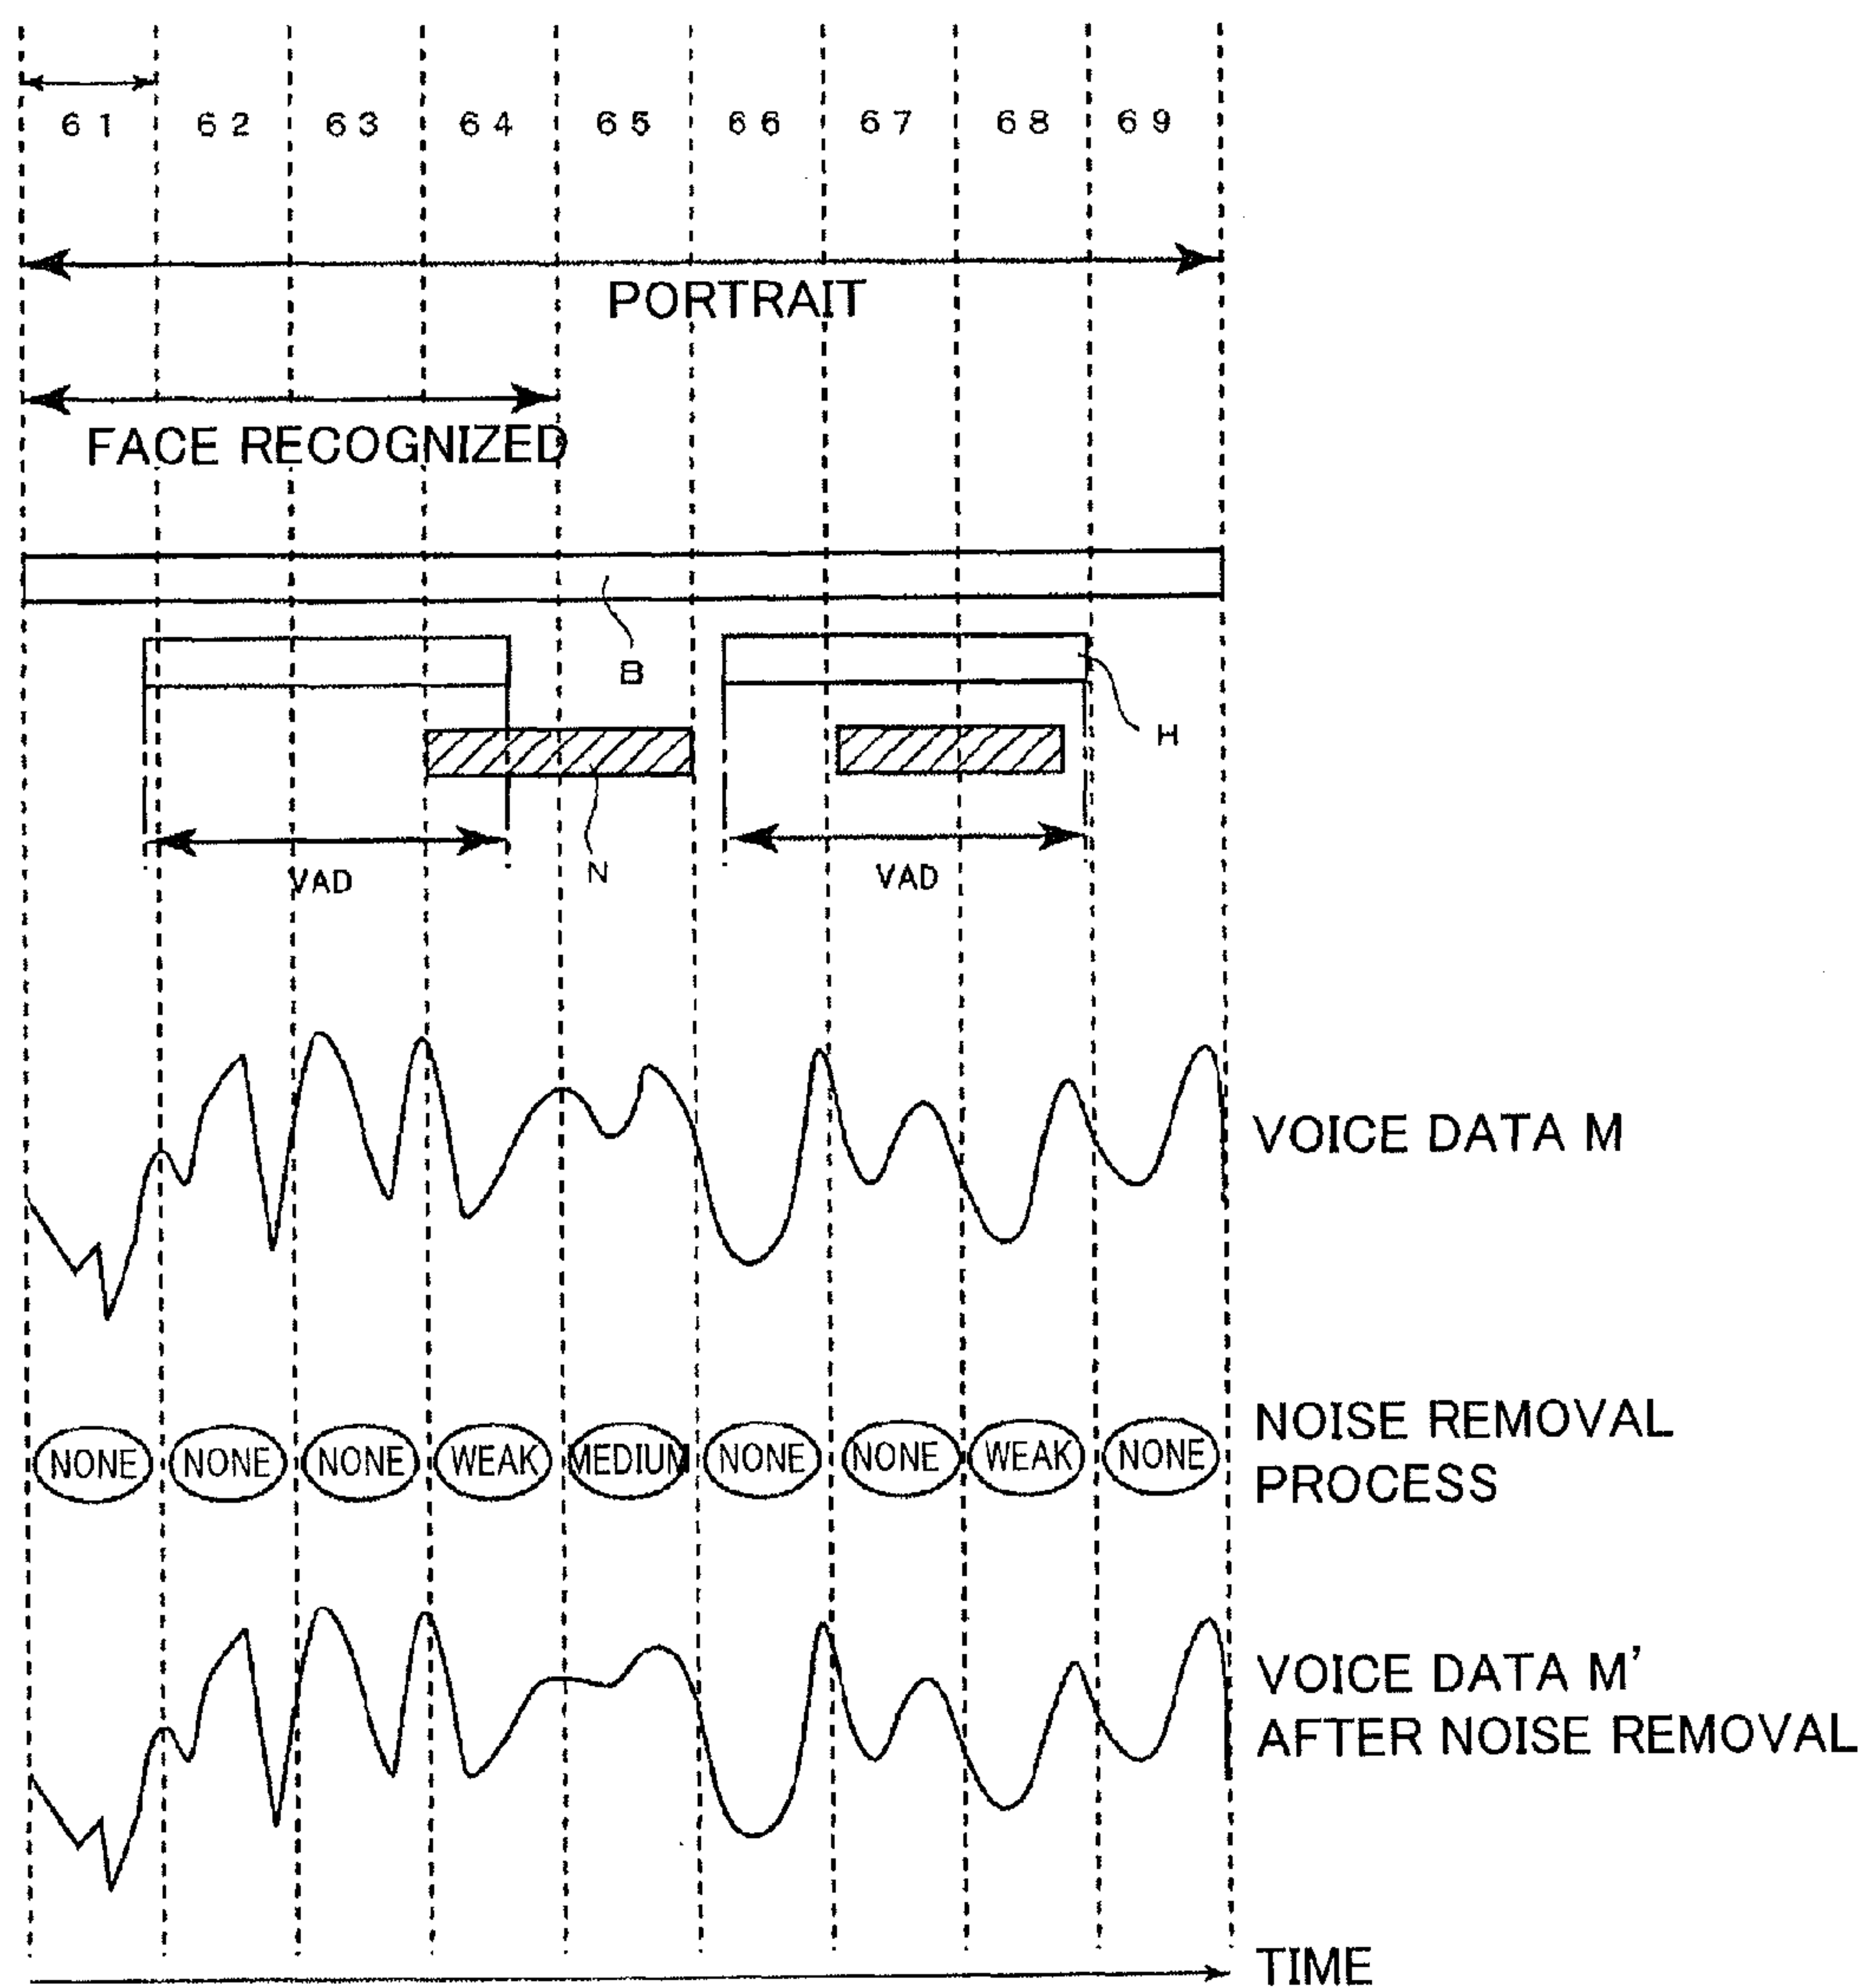 61 62 63 64 65 66 67 68 69
PORTRAIT
FACE RECOGNIZED
B
H
N
VAD VAD
VOICE DATA M
NOISE REMOVAL
PROCESS
NONE NONE NONE WEAK MEDIUM NONE NONE WEAK NONE
VOICE DATA M'
AFTER NOISE REMOVAL
TIME